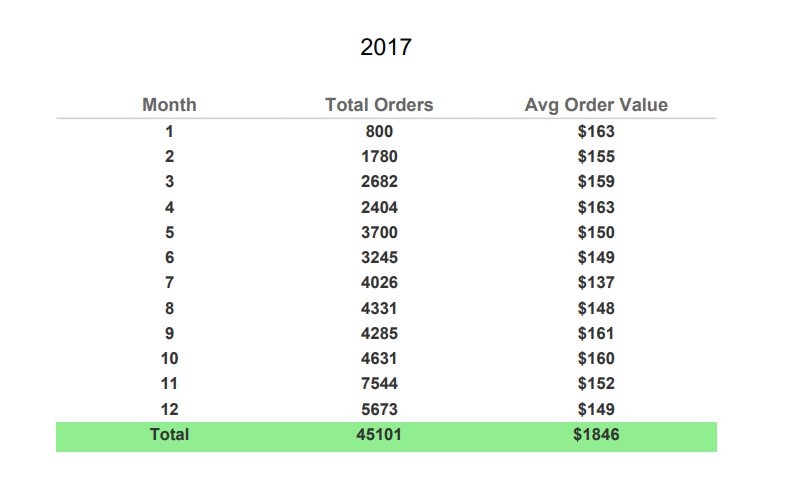 2017
Month Total Orders Avg Order Value
1 800 $163
2 1780 $155
3 2682 $159
4 2404 $163
5 3700 $150
6 3245 $149
7 4026 $137
8 4331 $148
9 4285 $161
10 4631 $160
11 7544 $152
12 5673 $149
Total 45101 $1846